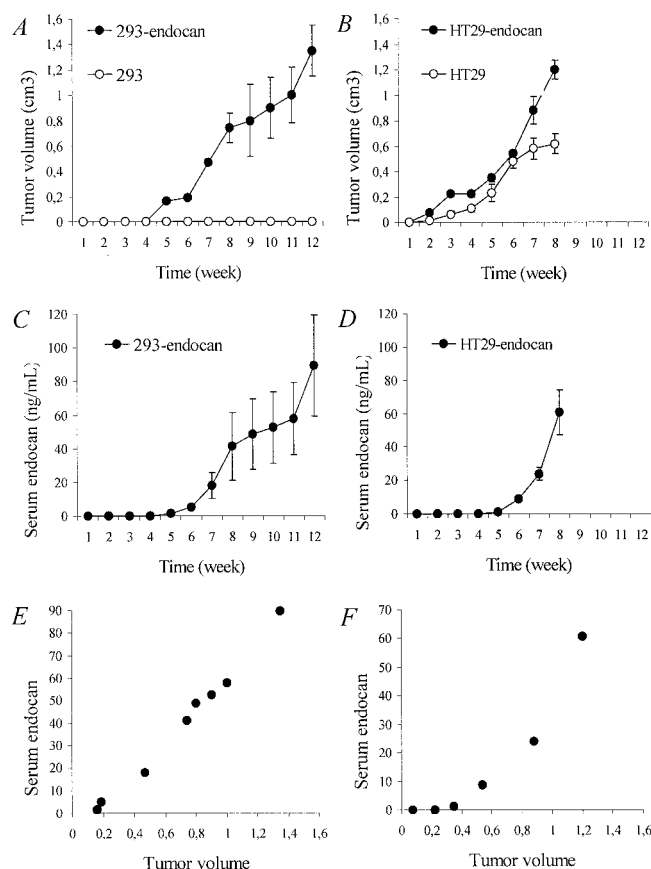 A
Tumor volume (cm3)
1,6
1,4
1,2
1
0,8
0,6
0,4
0,2
0
293-endocan
293
1 2 3 4 5 6 7 8 9 10 11 12
Time (week)
B
Tumor volume (cm3)
1,6
1,4
1,2
1
0,8
0,6
0,4
0,2
0
HT29-endocan
HT29
1 2 3 4 5 6 7 8 9 10 11 12
Time (week)
C
Serum endocan (ng/mL)
120
100
80
60
40
20
0
293-endocan
1 2 3 4 5 6 7 8 9 10 11 12
Time (week)
D
Serum endocan (ng/mL)
120
100
80
60
40
20
0
HT29-endocan
1 2 3 4 5 6 7 8 9 10 11 12
Time (week)
E
Serum endocan
90
80
70
60
50
40
30
20
10
0
0 0,2 0,4 0,6 0,8 1 1,2 1,4 1,6
Tumor volume
F
Serum endocan
70
60
50
40
30
20
10
0
0 0,2 0,4 0,6 0,8 1 1,2 1,4 1,6
Tumor volume